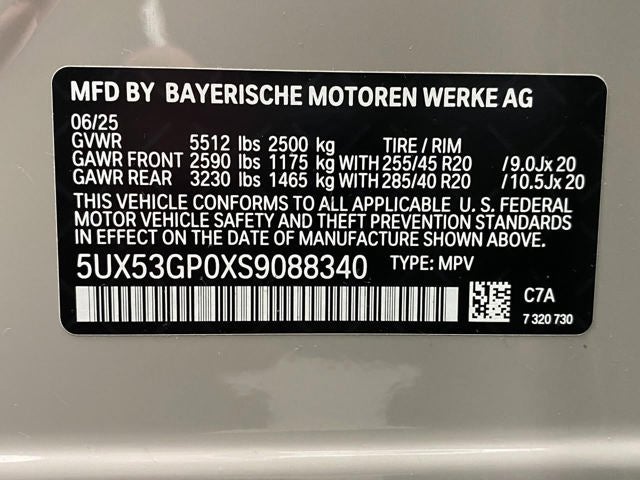 MFD BY BAYERISCHE MOTOREN WERKE AG
06/25
GVWR 5512 lbs 2500 kg TIRE / RIM
GAWR FRONT 2590 lbs 1175 kg WITH 255/45 R20 /9.0Jx 20
GAWR REAR 3230 lbs 1465 kg WITH 285/40 R20 /10.5Jx 20
THIS VEHICLE CONFORMS TO ALL APPLICABLE U. S. FEDERAL
MOTOR VEHICLE SAFETY AND THEFT PREVENTION STANDARDS
IN EFFECT ON THE DATE OF MANUFACTURE SHOWN ABOVE.
5UX53GP0XS9088340 TYPE: MPV
C7A
7 320 730